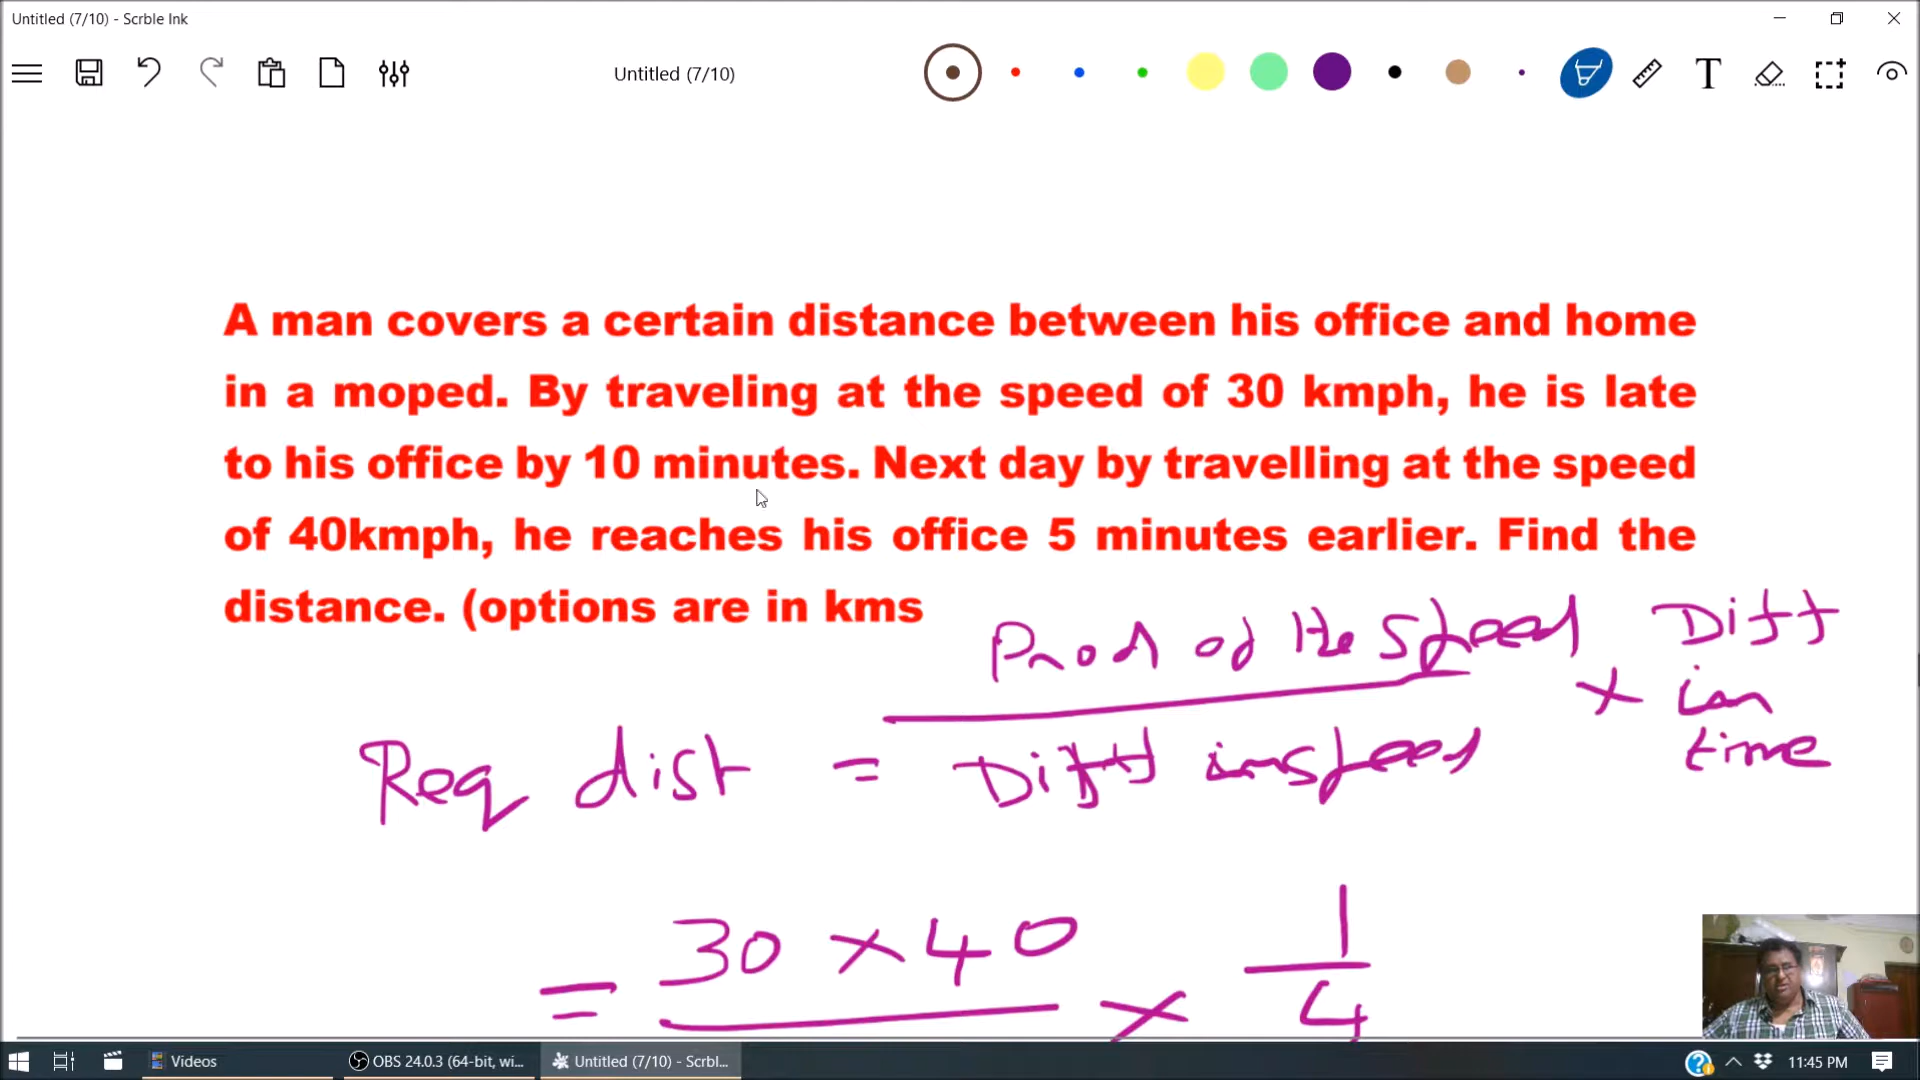 Untitled (7/10) - Scrble Ink
Untitled (7/10)
T
A man covers a certain distance between his office and home
in a moped. By traveling at the speed of 30 kmph, he is late
to his office by 10 minutes. Next day by travelling at the speed
of 40kmph, he reaches his office 5 minutes earlier. Find the
distance. (options are in kms
Req dist = Prod of the Speed / Diff in speed × Diff in time
= 30 × 40 × 1/4
Videos
OBS 24.0.3 (64-bit, wi...
Untitled (7/10) - Scrbl...
11:45 PM